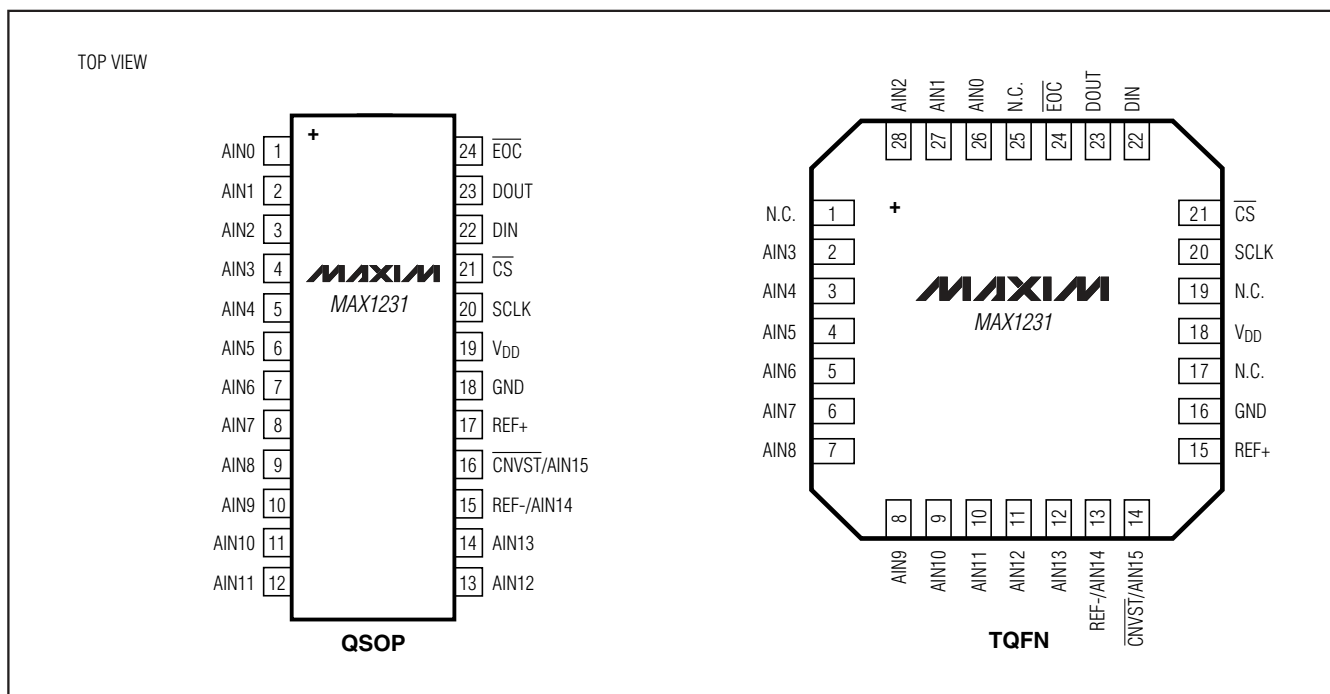 TOP VIEW
+
AIN0 1
AIN1 2
AIN2 3
AIN3 4
AIN4 5
AIN5 6
AIN6 7
AIN7 8
AIN8 9
AIN9 10
AIN10 11
AIN11 12
MAXIM
MAX1231
24 EOC
23 DOUT
22 DIN
21 CS
20 SCLK
19 VDD
18 GND
17 REF+
16 CNVST/AIN15
15 REF-/AIN14
14 AIN13
13 AIN12
QSOP
AIN2 28
AIN1 27
AIN0 26
N.C. 25
EOC 24
DOUT 23
DIN 22
+
N.C. 1
AIN3 2
AIN4 3
AIN5 4
AIN6 5
AIN7 6
AIN8 7
MAXIM
MAX1231
21 CS
20 SCLK
19 N.C.
18 VDD
17 N.C.
16 GND
15 REF+
8 AIN9
9 AIN10
10 AIN11
11 AIN12
12 AIN13
13 REF-/AIN14
14 CNVST/AIN15
TQFN